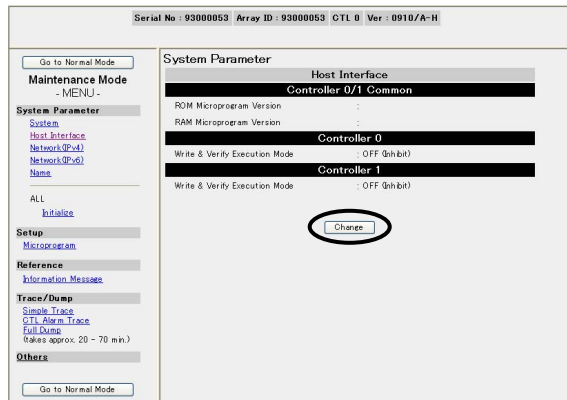 Serial No : 93000053 Array ID : 93000053 CTL 0 Ver : 0910/A-H
Go to Normal Mode
Maintenance Mode
- MENU -
System Parameter
System
Host Interface
Network(IPv4)
Network(IPv6)
Name
ALL
Initialize
Setup
Microprogram
Reference
Information Message
Trace/Dump
Simple Trace
CTL Alarm Trace
Full Dump
(takes approx. 20 - 70 min.)
Others
Go to Normal Mode
System Parameter
Host Interface
Controller 0/1 Common
ROM Microprogram Version :
RAM Microprogram Version :
Controller 0
Write & Verify Execution Mode : OFF (Inhibit)
Controller 1
Write & Verify Execution Mode : OFF (Inhibit)
Change